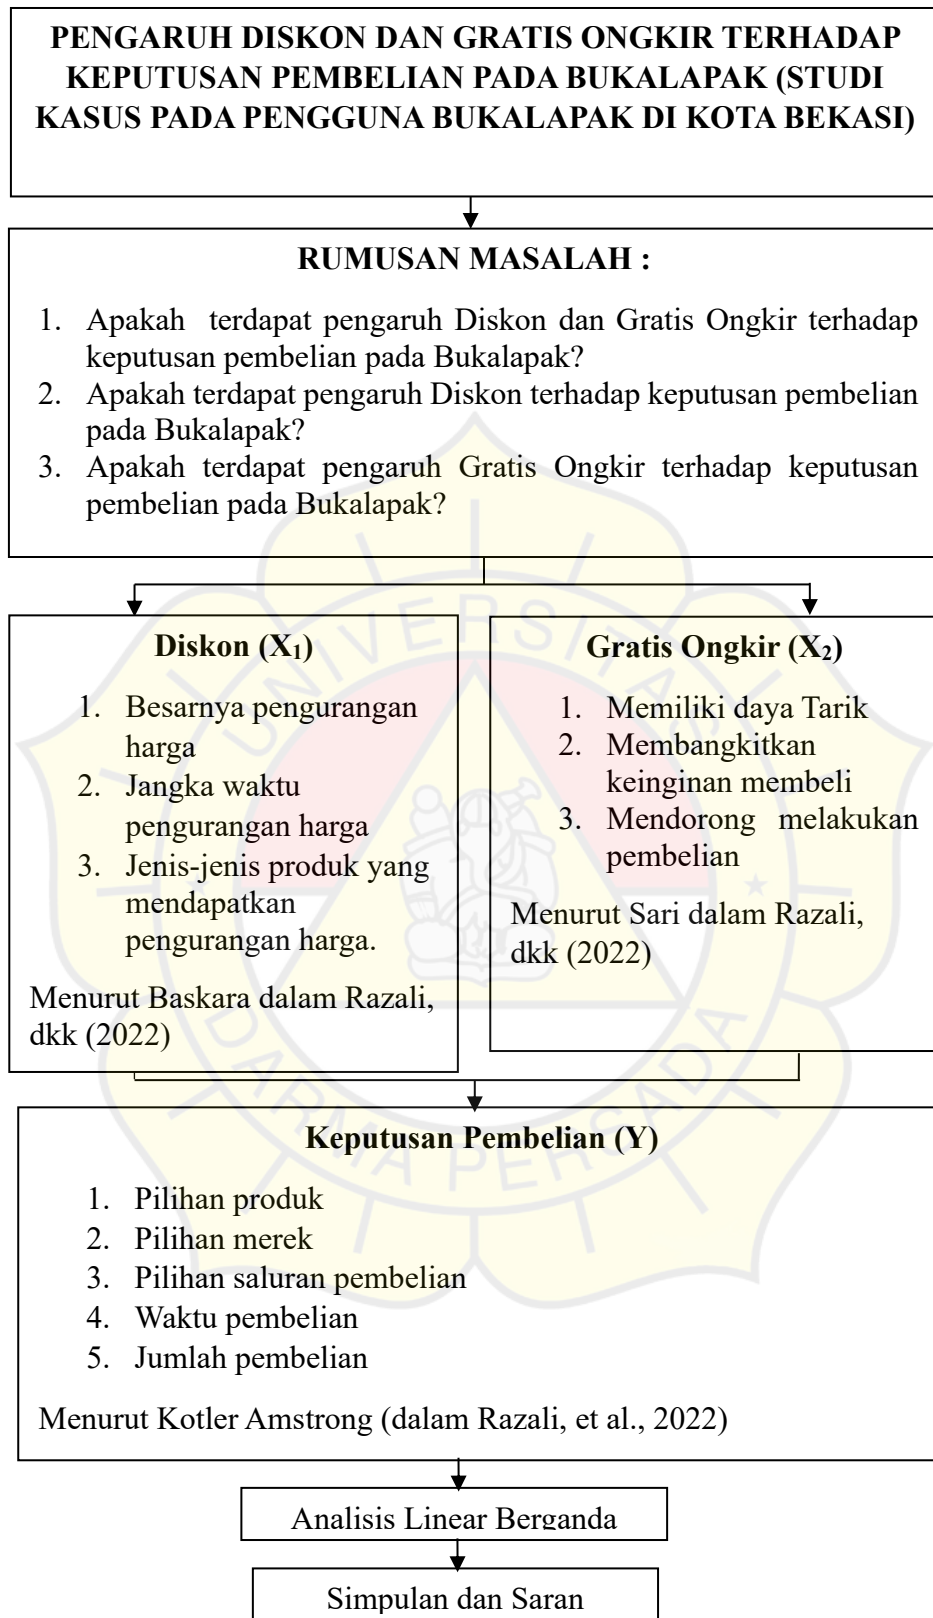 PENGARUH DISKON DAN GRATIS ONGKIR TERHADAP
KEPUTUSAN PEMBELIAN PADA BUKALAPAK (STUDI
KASUS PADA PENGGUNA BUKALAPAK DI KOTA BEKASI)
RUMUSAN MASALAH :
1. Apakah terdapat pengaruh Diskon dan Gratis Ongkir terhadap
keputusan pembelian pada Bukalapak?
2. Apakah terdapat pengaruh Diskon terhadap keputusan pembelian
pada Bukalapak?
3. Apakah terdapat pengaruh Gratis Ongkir terhadap keputusan
pembelian pada Bukalapak?
Diskon (X₁)
1. Besarnya pengurangan
harga
2. Jangka waktu
pengurangan harga
3. Jenis-jenis produk yang
mendapatkan
pengurangan harga.
Menurut Baskara dalam Razali,
dkk (2022)
Gratis Ongkir (X₂)
1. Memiliki daya Tarik
2. Membangkitkan
keinginan membeli
3. Mendorong melakukan
pembelian
Menurut Sari dalam Razali,
dkk (2022)
Keputusan Pembelian (Y)
1. Pilihan produk
2. Pilihan merek
3. Pilihan saluran pembelian
4. Waktu pembelian
5. Jumlah pembelian
Menurut Kotler Amstrong (dalam Razali, et al., 2022)
Analisis Linear Berganda
Simpulan dan Saran
UNIVERSITAS
DARMA PERSADA